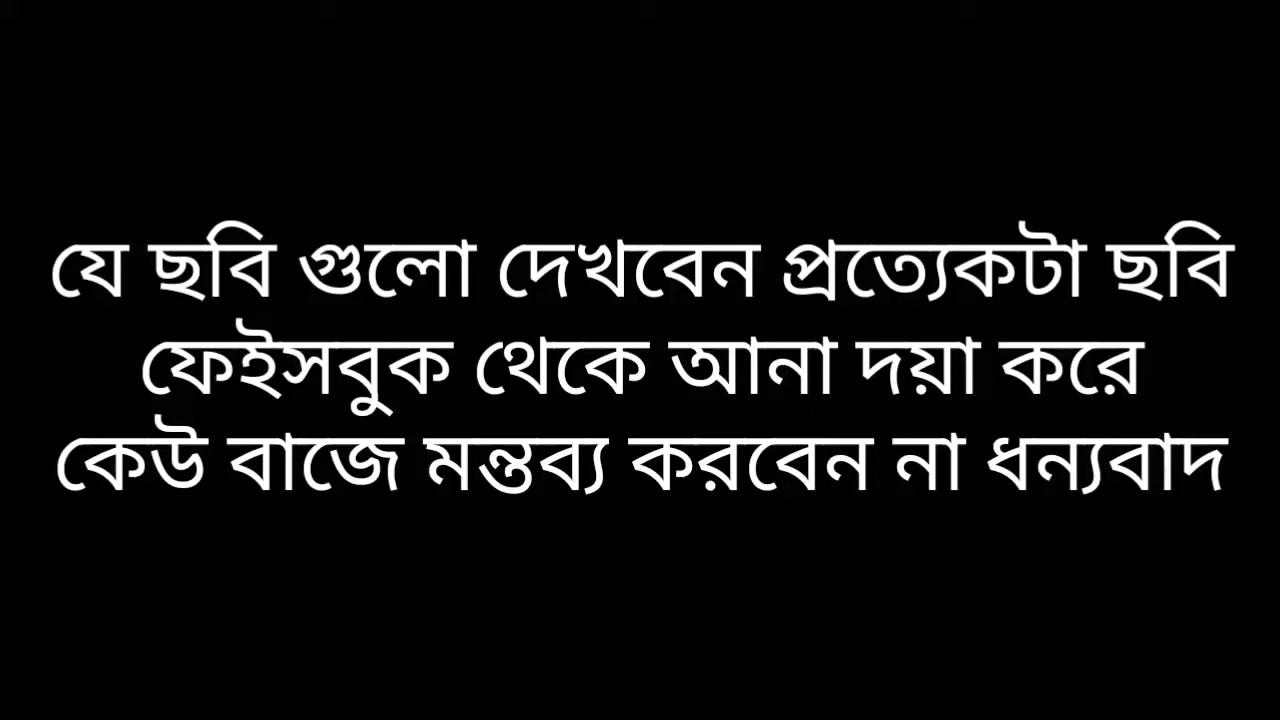 যে ছবি গুলো দেখবেন প্রত্যেকটা ছবি
ফেইসবুক থেকে আনা দয়া করে
কেউ বাজে মন্তব্য করবেন না ধন্যবাদ